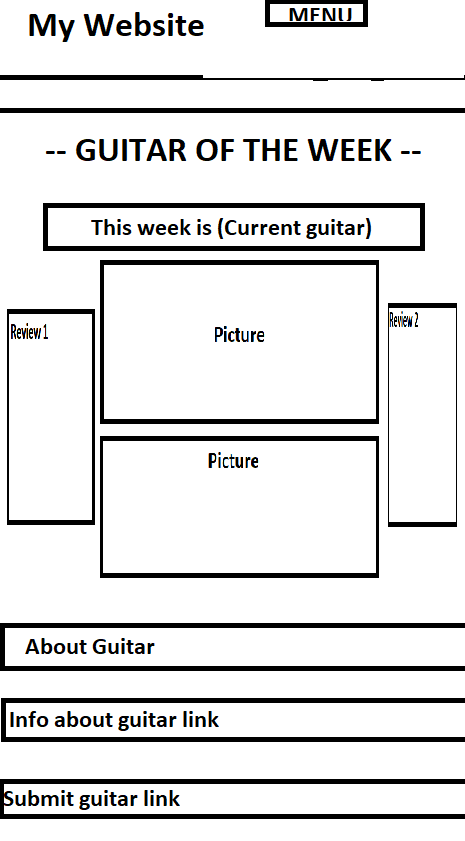 My Website
MENU
-- GUITAR OF THE WEEK --
This week is (Current guitar)
Picture
Review 1
Review 2
Picture
About Guitar
Info about guitar link
Submit guitar link